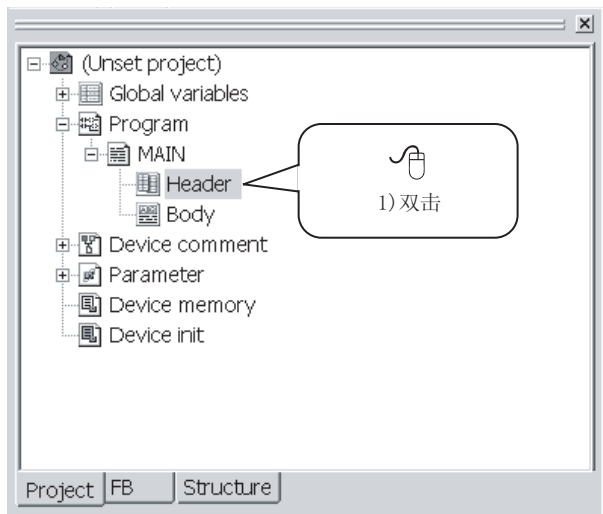 (Unset project)
Global variables
Program
MAIN
Header
Body
Device comment
Parameter
Device memory
Device init
1)双击
Project FB Structure